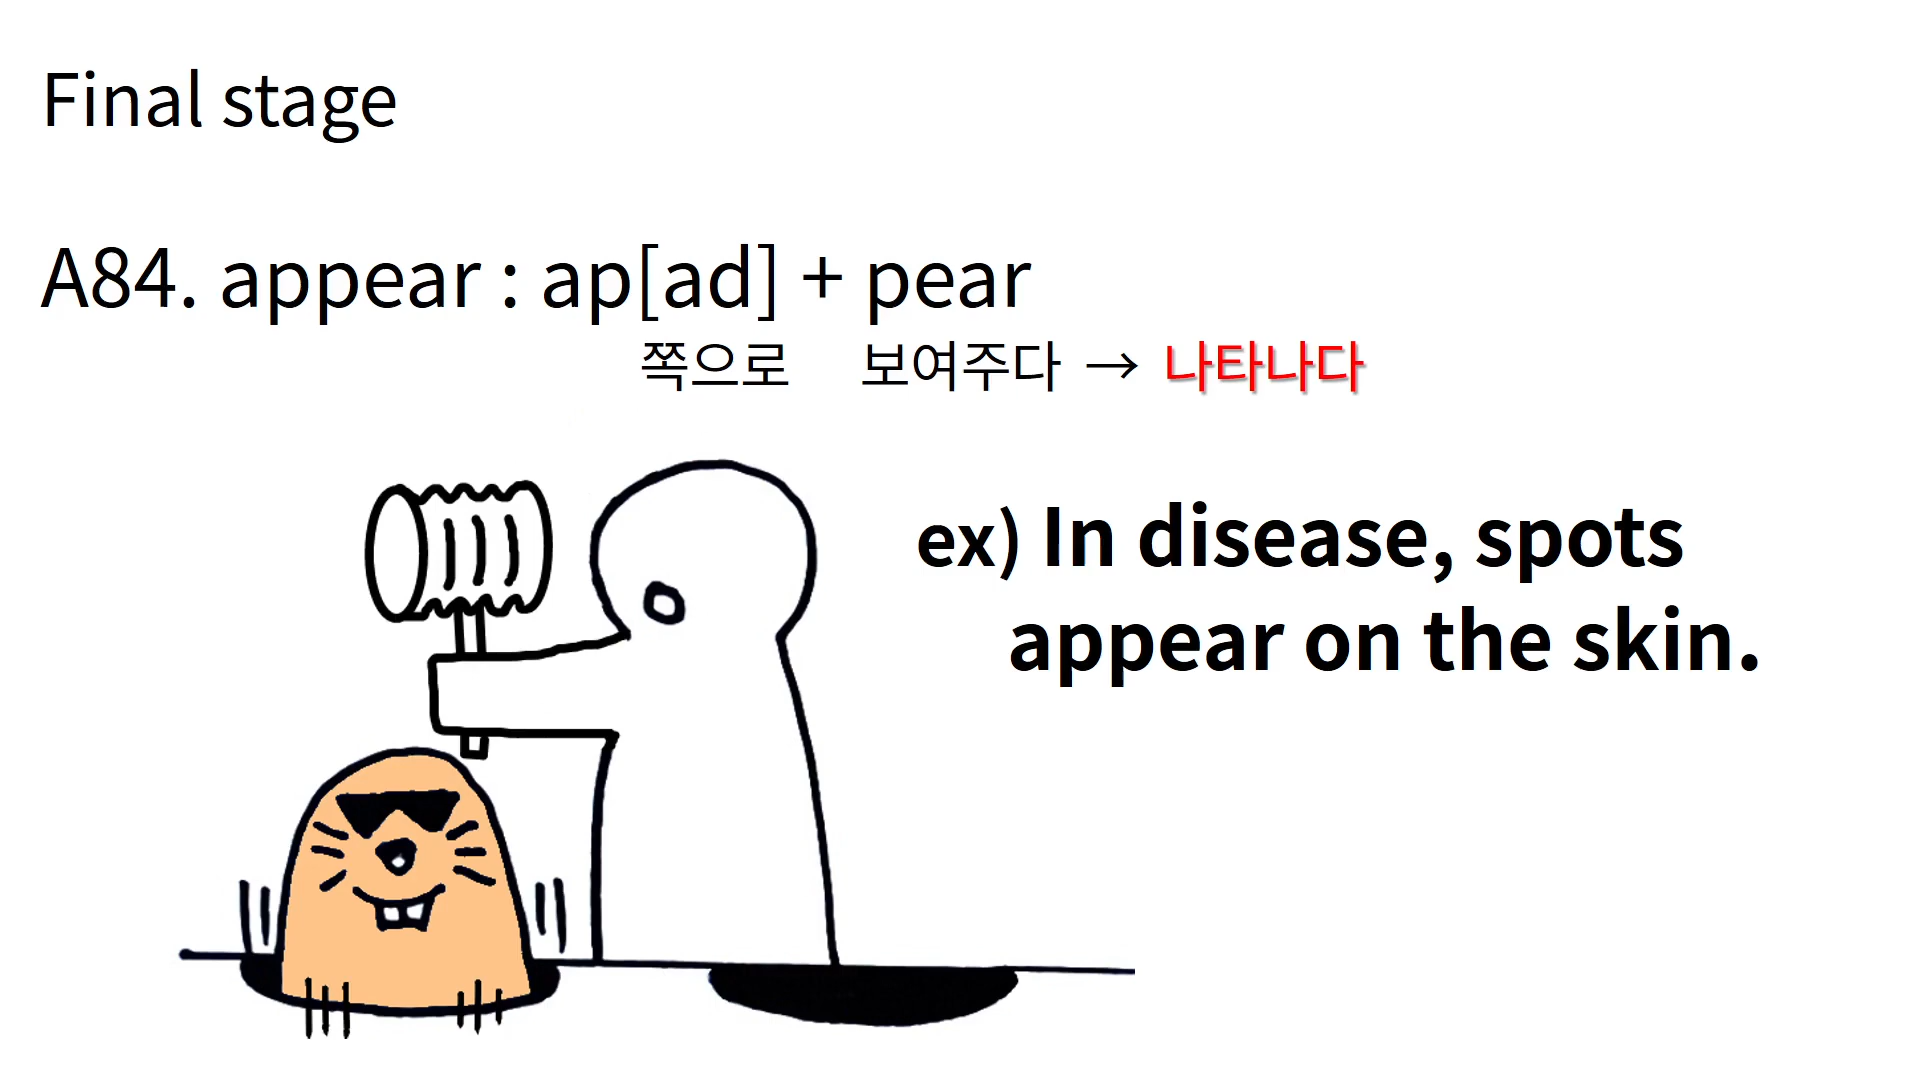 Final stage
A84. appear : ap[ad] + pear
쪽으로 보여주다 → 나타나다
ex) In disease, spots
appear on the skin.